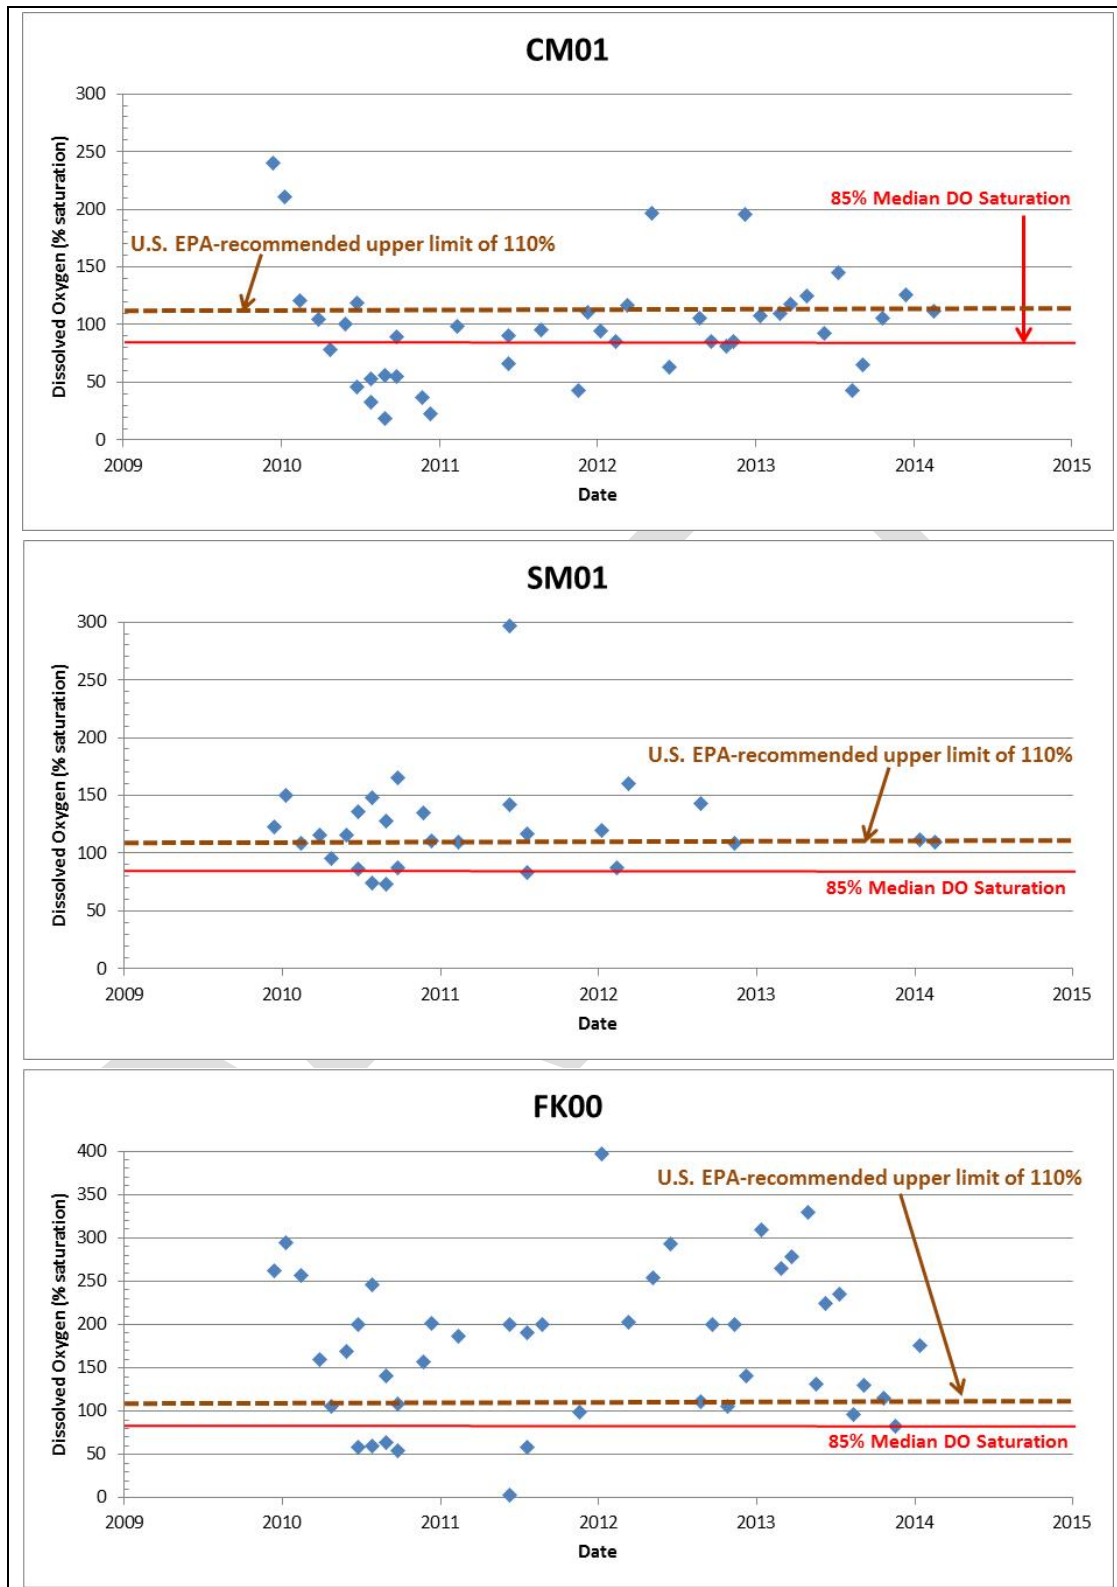 CM01
Dissolved Oxygen (% saturation)
300
250
200
150
100
50
0
85% Median DO Saturation
U.S. EPA-recommended upper limit of 110%
2009 2010 2011 2012 2013 2014 2015
Date
SM01
Dissolved Oxygen (% saturation)
300
250
200
150
100
50
0
U.S. EPA-recommended upper limit of 110%
85% Median DO Saturation
2009 2010 2011 2012 2013 2014 2015
Date
FK00
Dissolved Oxygen (% saturation)
400
350
300
250
200
150
100
50
0
U.S. EPA-recommended upper limit of 110%
85% Median DO Saturation
2009 2010 2011 2012 2013 2014 2015
Date